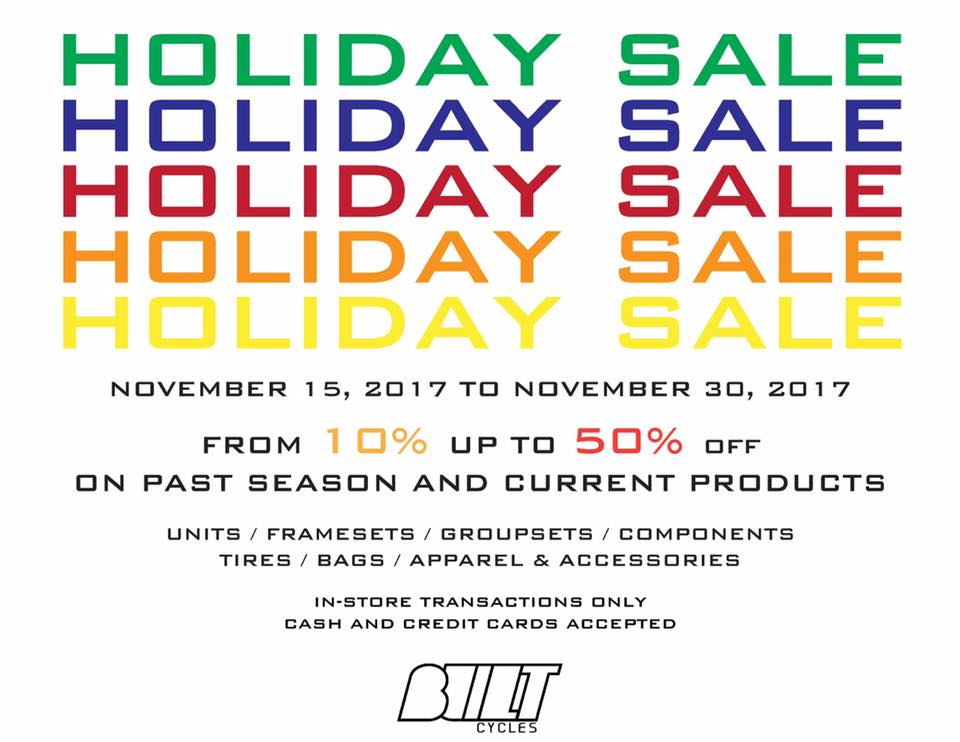 HOLIDAY SALE
HOLIDAY SALE
HOLIDAY SALE
HOLIDAY SALE
HOLIDAY SALE
NOVEMBER 15, 2017 TO NOVEMBER 30, 2017
FROM 10% UP TO 50% OFF
ON PAST SEASON AND CURRENT PRODUCTS
UNITS / FRAMESETS / GROUPSETS / COMPONENTS
TIRES / BAGS / APPAREL & ACCESSORIES
IN-STORE TRANSACTIONS ONLY
CASH AND CREDIT CARDS ACCEPTED
BUILT
CYCLES